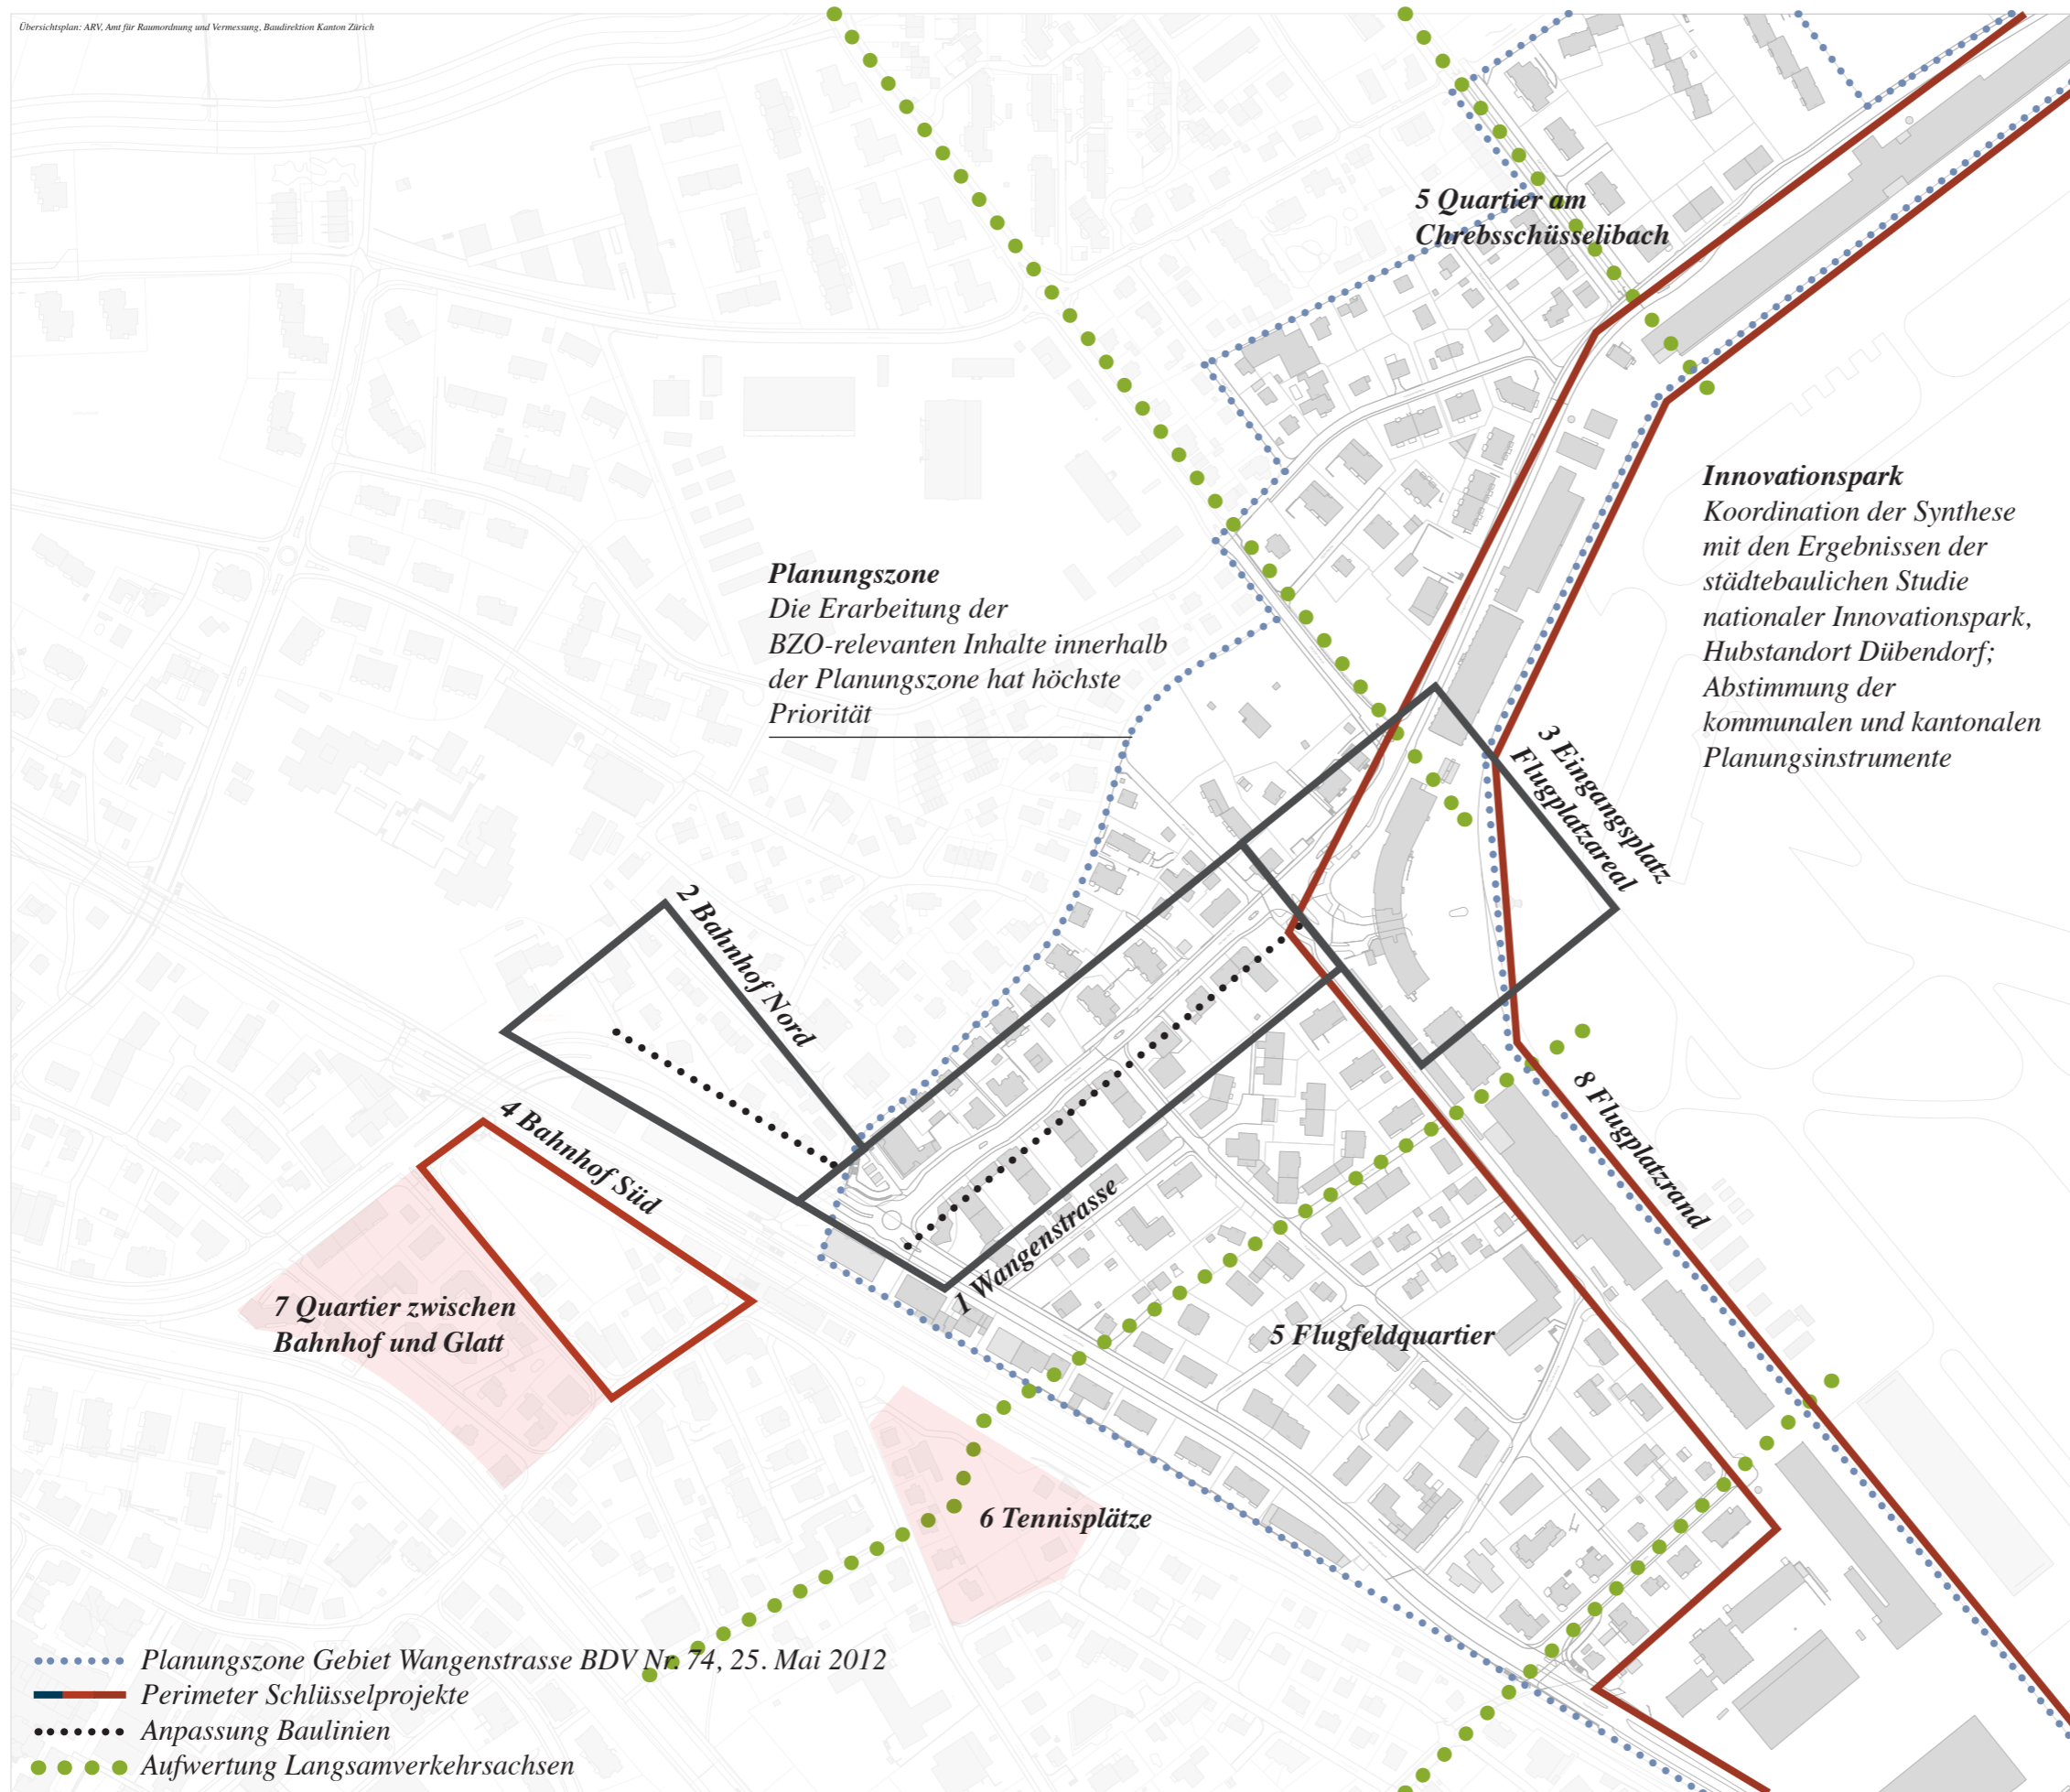 Übersichtsplan: ARV, Amt für Raumordnung und Vermessung, Baudirektion Kanton Zürich
5 Quartier am
Chrebsschüsselibach
Innovationspark
Koordination der Synthese
mit den Ergebnissen der
städtebaulichen Studie
nationaler Innovationspark,
Hubstandort Dübendorf;
Abstimmung der
kommunalen und kantonalen
Planungsinstrumente
Planungszone
Die Erarbeitung der
BZO-relevanten Inhalte innerhalb
der Planungszone hat höchste
Priorität
3 Eingangsplatz
Flugplatzareal
2 Bahnhof Nord
4 Bahnhof Süd
8 Flugplatzrand
1 Wangenstrasse
7 Quartier zwischen
Bahnhof und Glatt
5 Flugfeldquartier
6 Tennisplätze
Planungszone Gebiet Wangenstrasse BDV Nr. 74, 25. Mai 2012
Perimeter Schlüsselprojekte
Anpassung Baulinien
Aufwertung Langsamverkehrsachsen